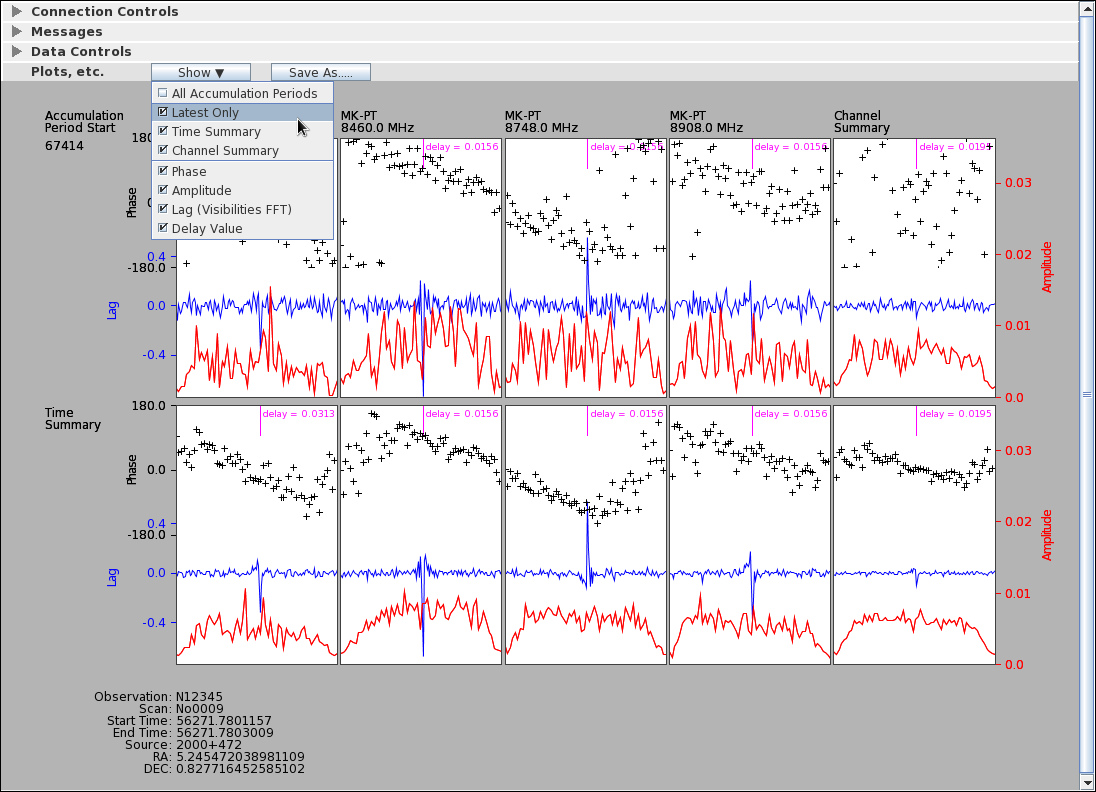 Connection Controls
Messages
Data Controls
Plots, etc. Show ▼ Save As.....
All Accumulation Periods
Latest Only
Time Summary
Channel Summary
Phase
Amplitude
Lag (Visibilities FFT)
Delay Value
Accumulation
Period Start
67414
MK-PT
8460.0 MHz
MK-PT
8748.0 MHz
MK-PT
8908.0 MHz
Channel
Summary
180
Phase
0.4
-180.0
Lag
0.0
-0.4
delay = 0.0156
delay = 0.0156
delay = 0.0156
delay = 0.0195
0.03
0.02
0.01
0.0
Amplitude
Time
Summary
180.0
Phase
0.0
0.4
-180.0
Lag
0.0
-0.4
delay = 0.0313
delay = 0.0156
delay = 0.0156
delay = 0.0156
delay = 0.0195
0.03
0.02
0.01
0.0
Amplitude
Observation: N12345
Scan: No0009
Start Time: 56271.7801157
End Time: 56271.7803009
Source: 2000+472
RA: 5.245472038981109
DEC: 0.827716452585102